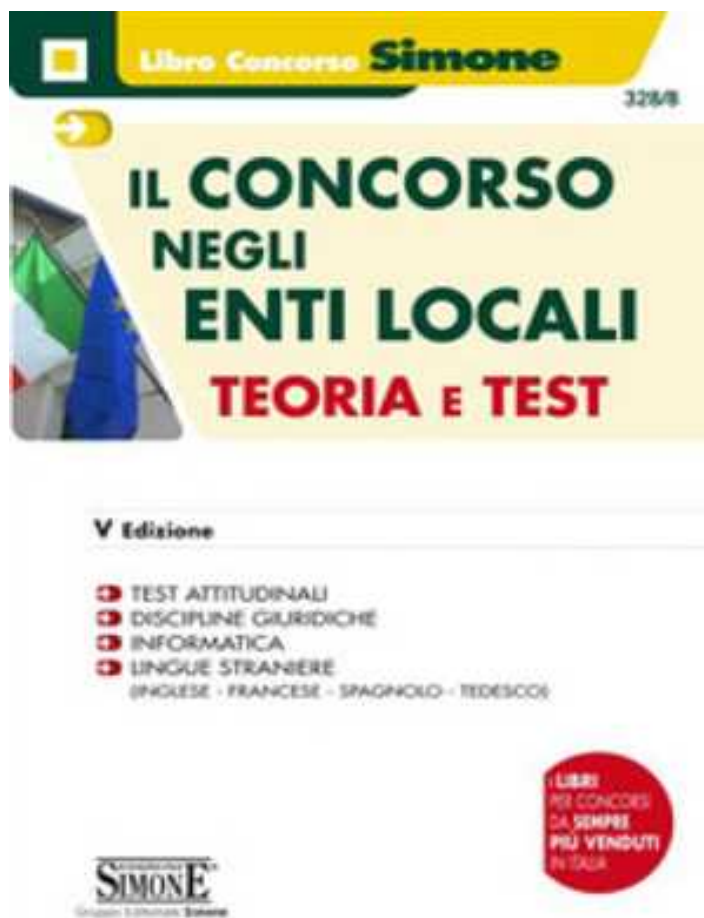 Libro Concorso Simone
328/B
IL CONCORSO
NEGLI
ENTI LOCALI
TEORIA E TEST
V Edizione
TEST ATTITUDINALI
DISCIPLINE GIURIDICHE
INFORMATICA
LINGUE STRANIERE
(INGLESE - FRANCESE - SPAGNOLO - TEDESCO)
I LIBRI
PER CONCORSI
DA SEMPRE
PIÙ VENDUTI
IN ITALIA
SIMONE
Gruppo Editoriale Simone